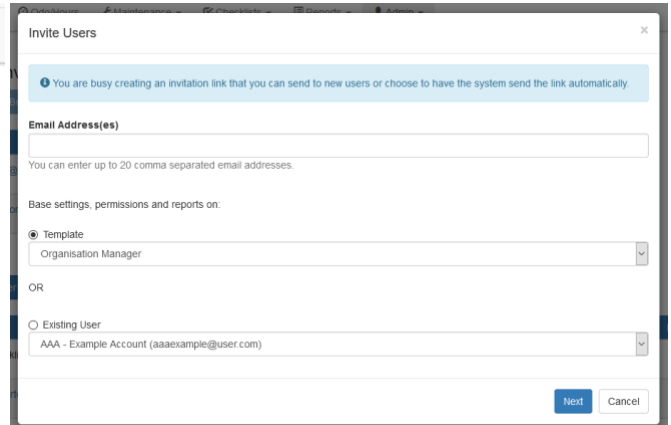 Odo/Hours Maintenance Checklists Reports Admin
Invite Users
×
You are busy creating an invitation link that you can send to new users or choose to have the system send the link automatically.
Email Address(es)
You can enter up to 20 comma separated email addresses.
Base settings, permissions and reports on:
Template
Organisation Manager
OR
Existing User
AAA - Example Account (aaaexample@user.com)
Next Cancel